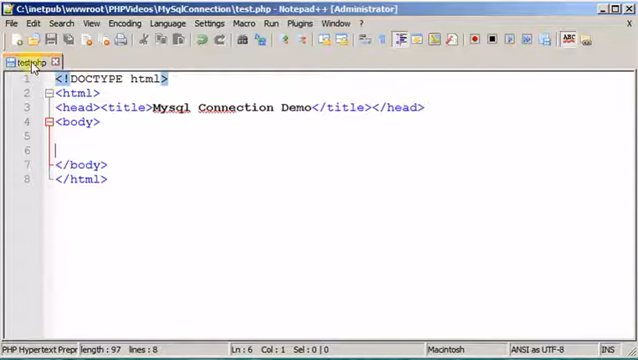 C:\inetpub\wwwroot\PHPVideos\MySqlConnection\test.php - Notepad++ [Administrator]
File Edit Search View Encoding Language Settings Macro Run Plugins Window ? X
test.php
1 <!DOCTYPE html>
2 <html>
3 <head><title>Mysql Connection Demo</title></head>
4 <body>
5
6
7 </body>
8 </html>
PHP Hypertext Prepr length : 97 lines : 8 Ln : 6 Col : 1 Sel : 0 | 0 Macintosh ANSI as UTF-8 INS